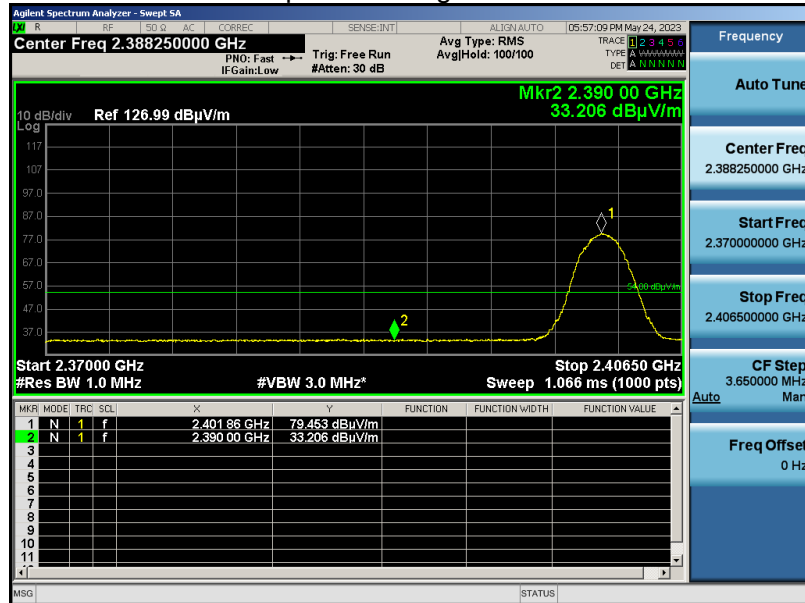 Agilent Spectrum Analyzer - Swept SA
LXI R RF 50 Ω AC CORREC SENSE:INT ALIGN AUTO 05:57:09 PM May 24, 2023
Center Freq 2.388250000 GHz
PNO: Fast
IFGain:Low
Trig: Free Run
#Atten: 30 dB
Avg Type: RMS
Avg|Hold: 100/100
TRACE 1 2 3 4 5 6
TYPE A WWWWW
DET A N N N N N
Frequency
Mkr2 2.390 00 GHz
33.206 dBµV/m
10 dB/div Ref 126.99 dBµV/m
Log
117
107
97.0
87.0
77.0
67.0
57.0
47.0
37.0
1
2
54.00 dBµV/m
Start 2.37000 GHz Stop 2.40650 GHz
#Res BW 1.0 MHz #VBW 3.0 MHz* Sweep 1.066 ms (1000 pts)
MKR MODE TRC SCL X Y FUNCTION FUNCTION WIDTH FUNCTION VALUE
1 N 1 f 2.401 86 GHz 79.453 dBµV/m
2 N 1 f 2.390 00 GHz 33.206 dBµV/m
3
4
5
6
7
8
9
10
11
MSG STATUS
Auto Tune
Center Freq
2.388250000 GHz
Start Freq
2.370000000 GHz
Stop Freq
2.406500000 GHz
CF Step
3.650000 MHz
Auto Man
Freq Offset
0 Hz